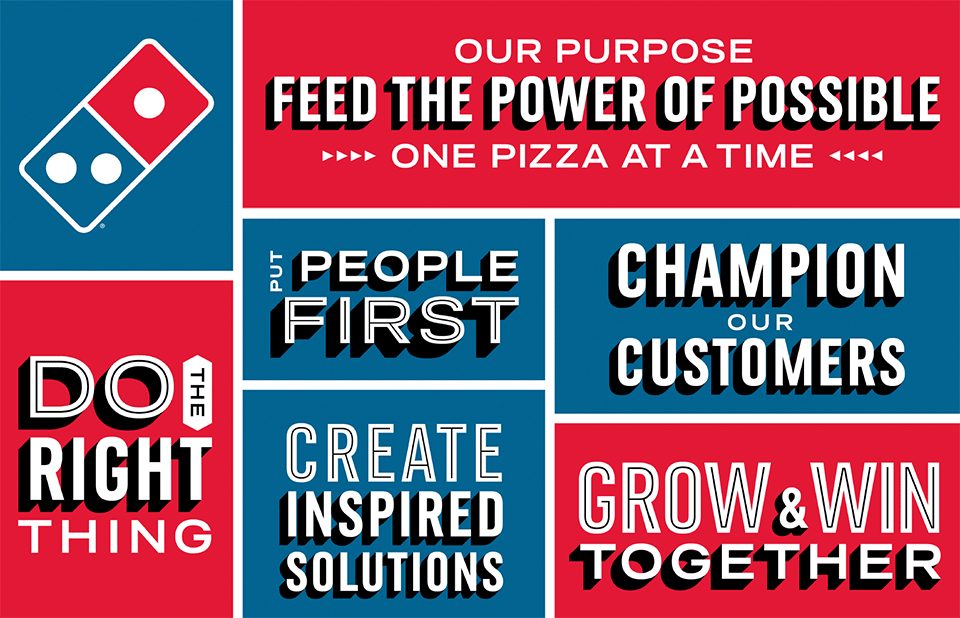 OUR PURPOSE
FEED THE POWER OF POSSIBLE
ONE PIZZA AT A TIME
PUT PEOPLE
FIRST
CHAMPION
OUR
CUSTOMERS
DO THE
RIGHT
THING
CREATE
INSPIRED
SOLUTIONS
GROW & WIN
TOGETHER